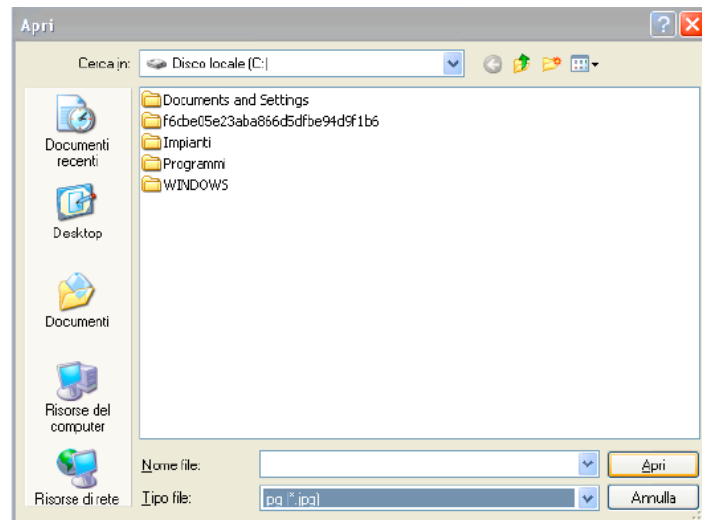 Apri
Cerca in:
Disco locale (C:)
Documents and Settings
f6cbe05e23aba866d5dfbe94d9f1b6
Impianti
Programmi
WINDOWS
Documenti
recenti
Desktop
Documenti
Risorse del
computer
Risorse di rete
Nome file:
Apri
Tipo file:
jpg (*.jpg)
Annulla